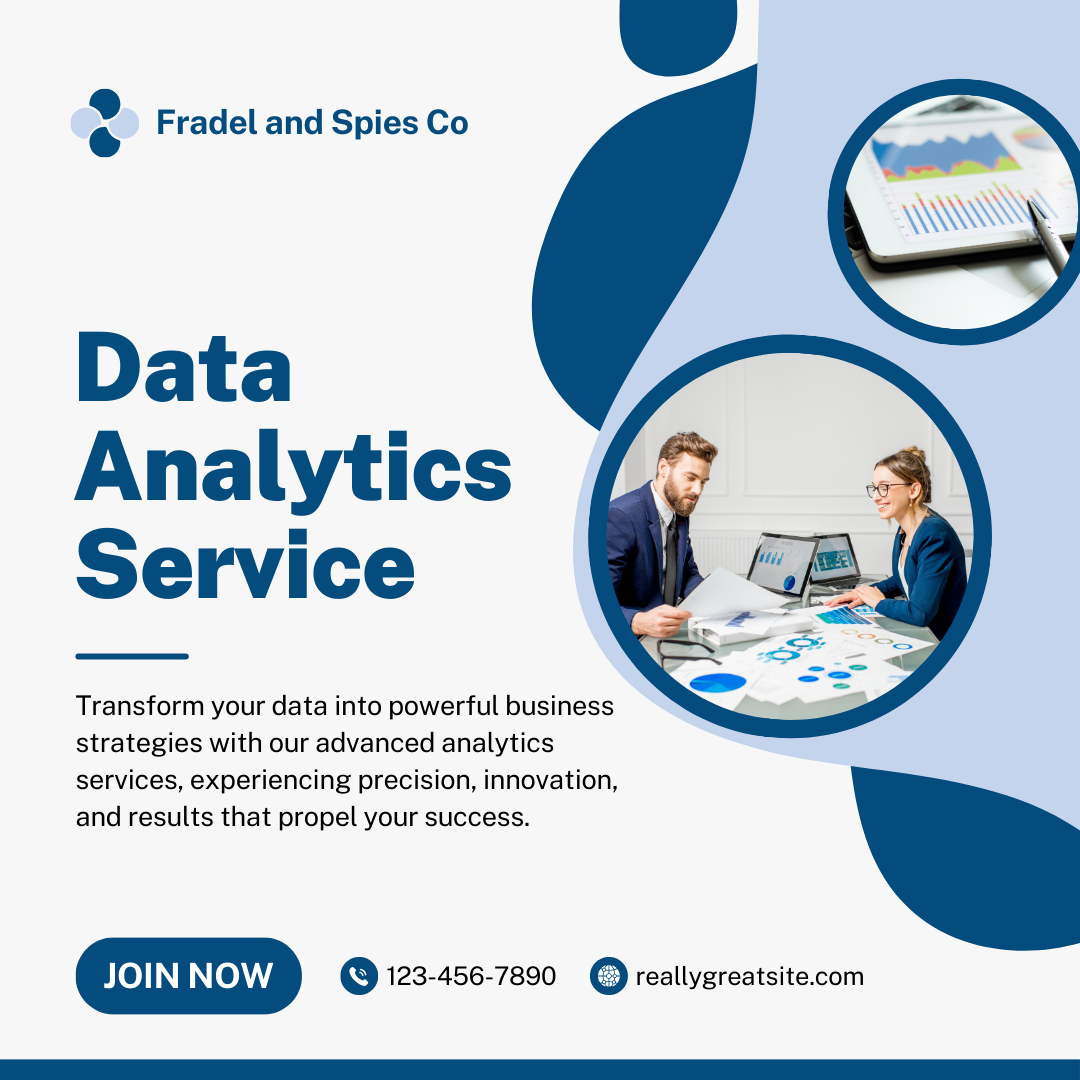 Fradel and Spies Co
Data
Analytics
Service
Transform your data into powerful business
strategies with our advanced analytics
services, experiencing precision, innovation,
and results that propel your success.
JOIN NOW
123-456-7890
reallygreatsite.com